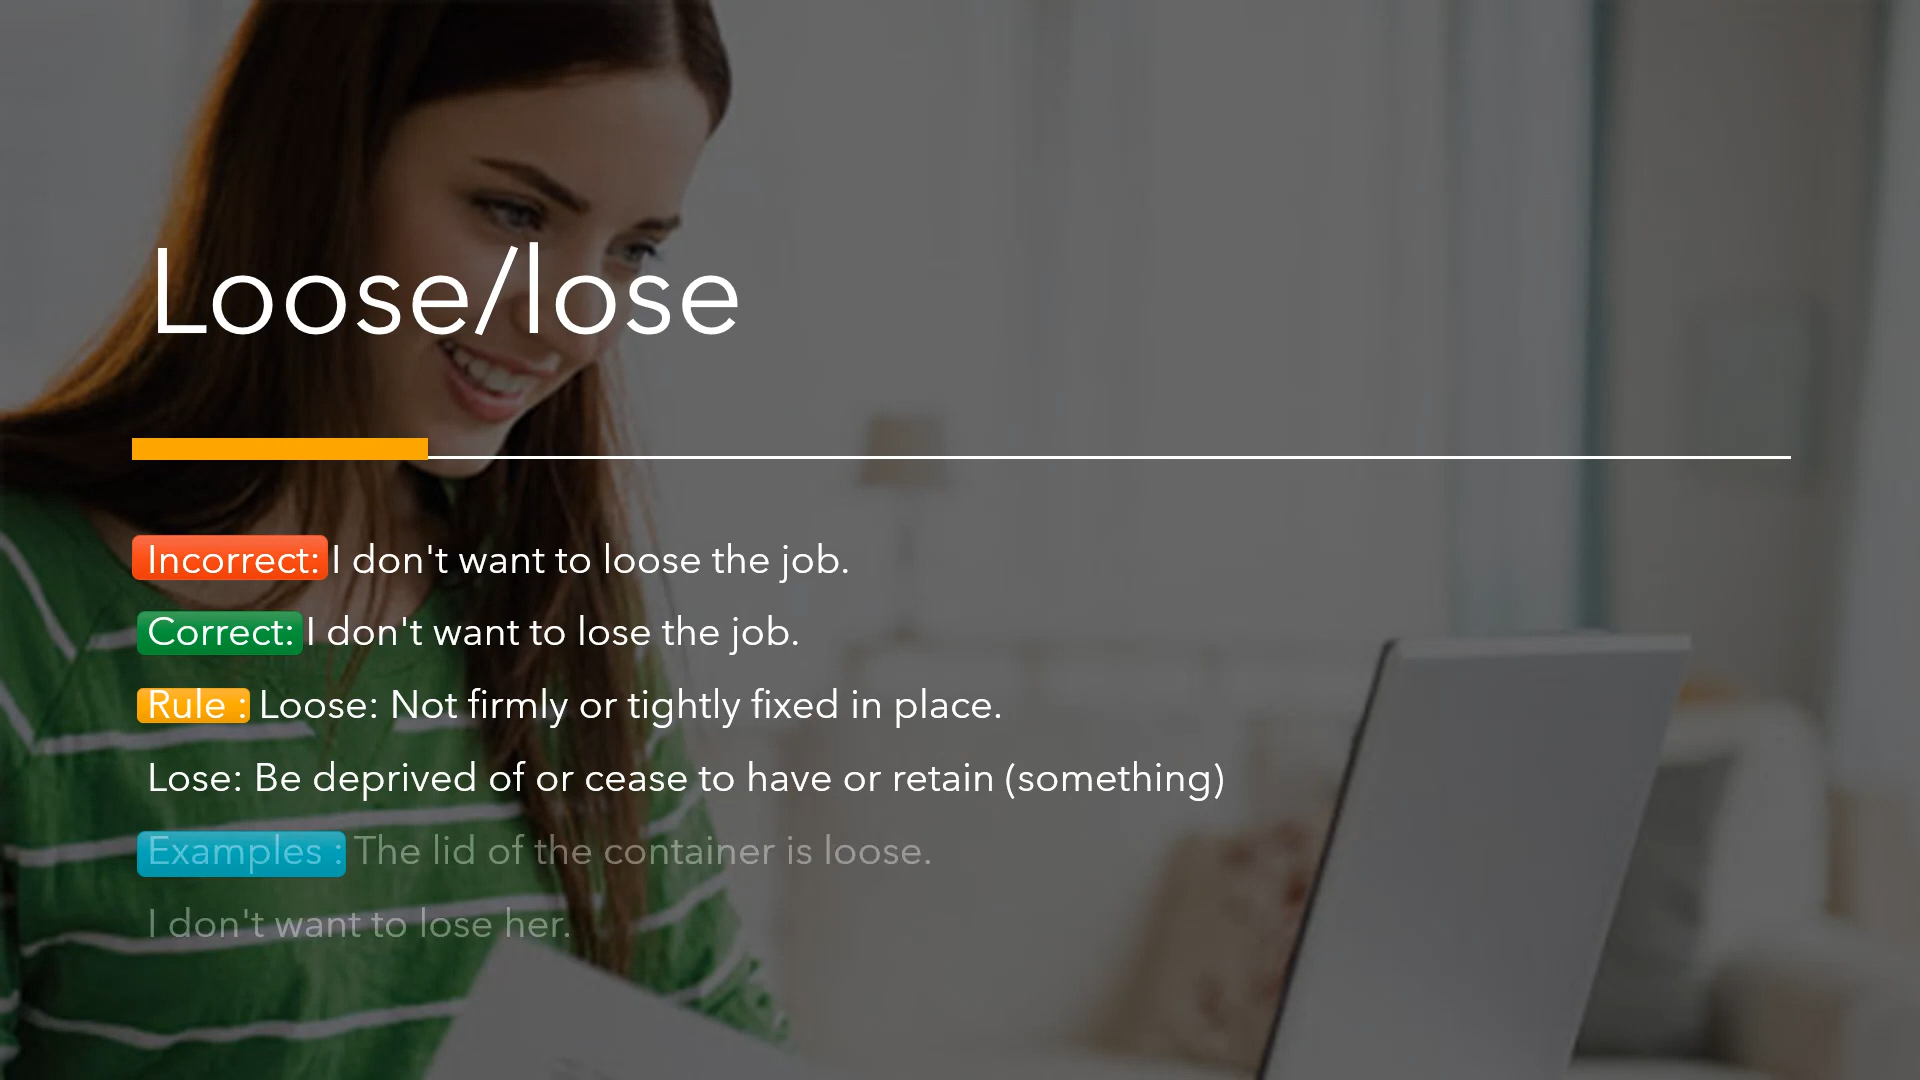 Loose/lose
Incorrect: I don't want to loose the job.
Correct: I don't want to lose the job.
Rule : Loose: Not firmly or tightly fixed in place.
Lose: Be deprived of or cease to have or retain (something)
Examples : The lid of the container is loose.
I don't want to lose her.